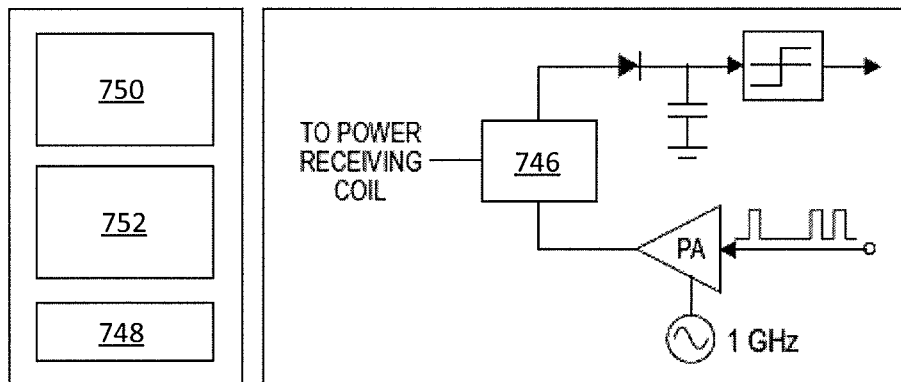 750
752
748
TO POWER
RECEIVING
COIL
746
PA
1 GHz